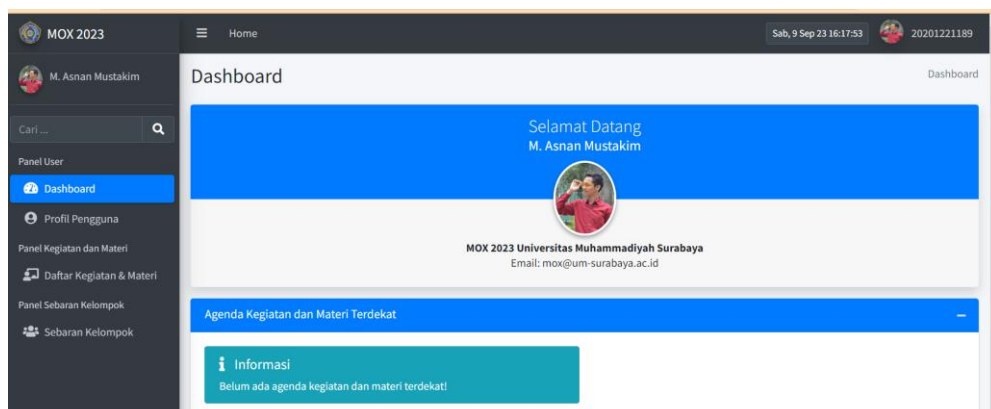 MOX 2023
Home
Sab, 9 Sep 23 16:17:53
20201221189
M. Asnan Mustakim
Cari ...
Panel User
Dashboard
Profil Pengguna
Panel Kegiatan dan Materi
Daftar Kegiatan & Materi
Panel Sebaran Kelompok
Sebaran Kelompok
Dashboard
Dashboard
Selamat Datang
M. Asnan Mustakim
MOX 2023 Universitas Muhammadiyah Surabaya
Email: mox@um-surabaya.ac.id
Agenda Kegiatan dan Materi Terdekat
Informasi
Belum ada agenda kegiatan dan materi terdekat!